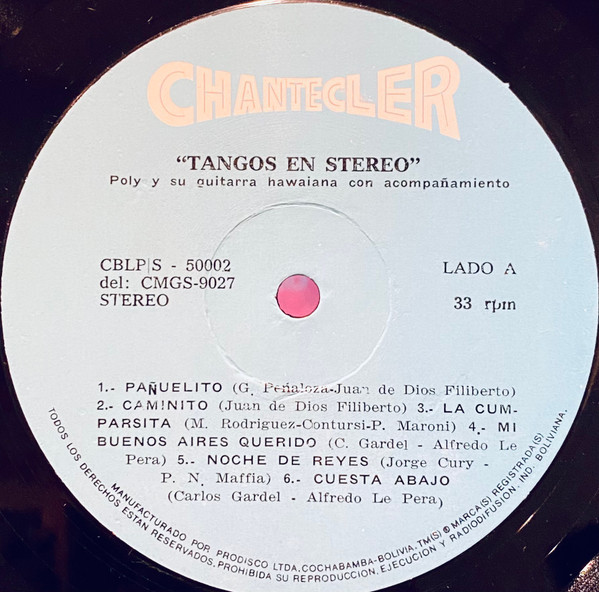 CHANTECLER
"TANGOS EN STEREO"
Poly y su guitarra hawaiana con acompañamiento
CBLP/S - 50002
del: CMGS-9027
STEREO
LADO A
33 rpm
1.- PAÑUELITO (G. Peñaloza-Juan de Dios Filiberto)
2.- CAMINITO (Juan de Dios Filiberto) 3.- LA CUM-
PARSITA (M. Rodriguez-Contursi-P. Maroni) 4.- MI
BUENOS AIRES QUERIDO (C. Gardel - Alfredo Le
Pera) 5.- NOCHE DE REYES (Jorge Cury -
P. N. Maffia) 6.- CUESTA ABAJO
(Carlos Gardel - Alfredo Le Pera)
MANUFACTURADO POR PRODISCO LTDA, COCHABAMBA-BOLIVIA. TM(S) ® MARCA(S) REGISTRADA(S)
TODOS LOS DERECHOS ESTAN RESERVADOS, PROHIBIDA SU REPRODUCCION, EJECUCION Y RADIODIFUSION. IND. BOLIVIANA.